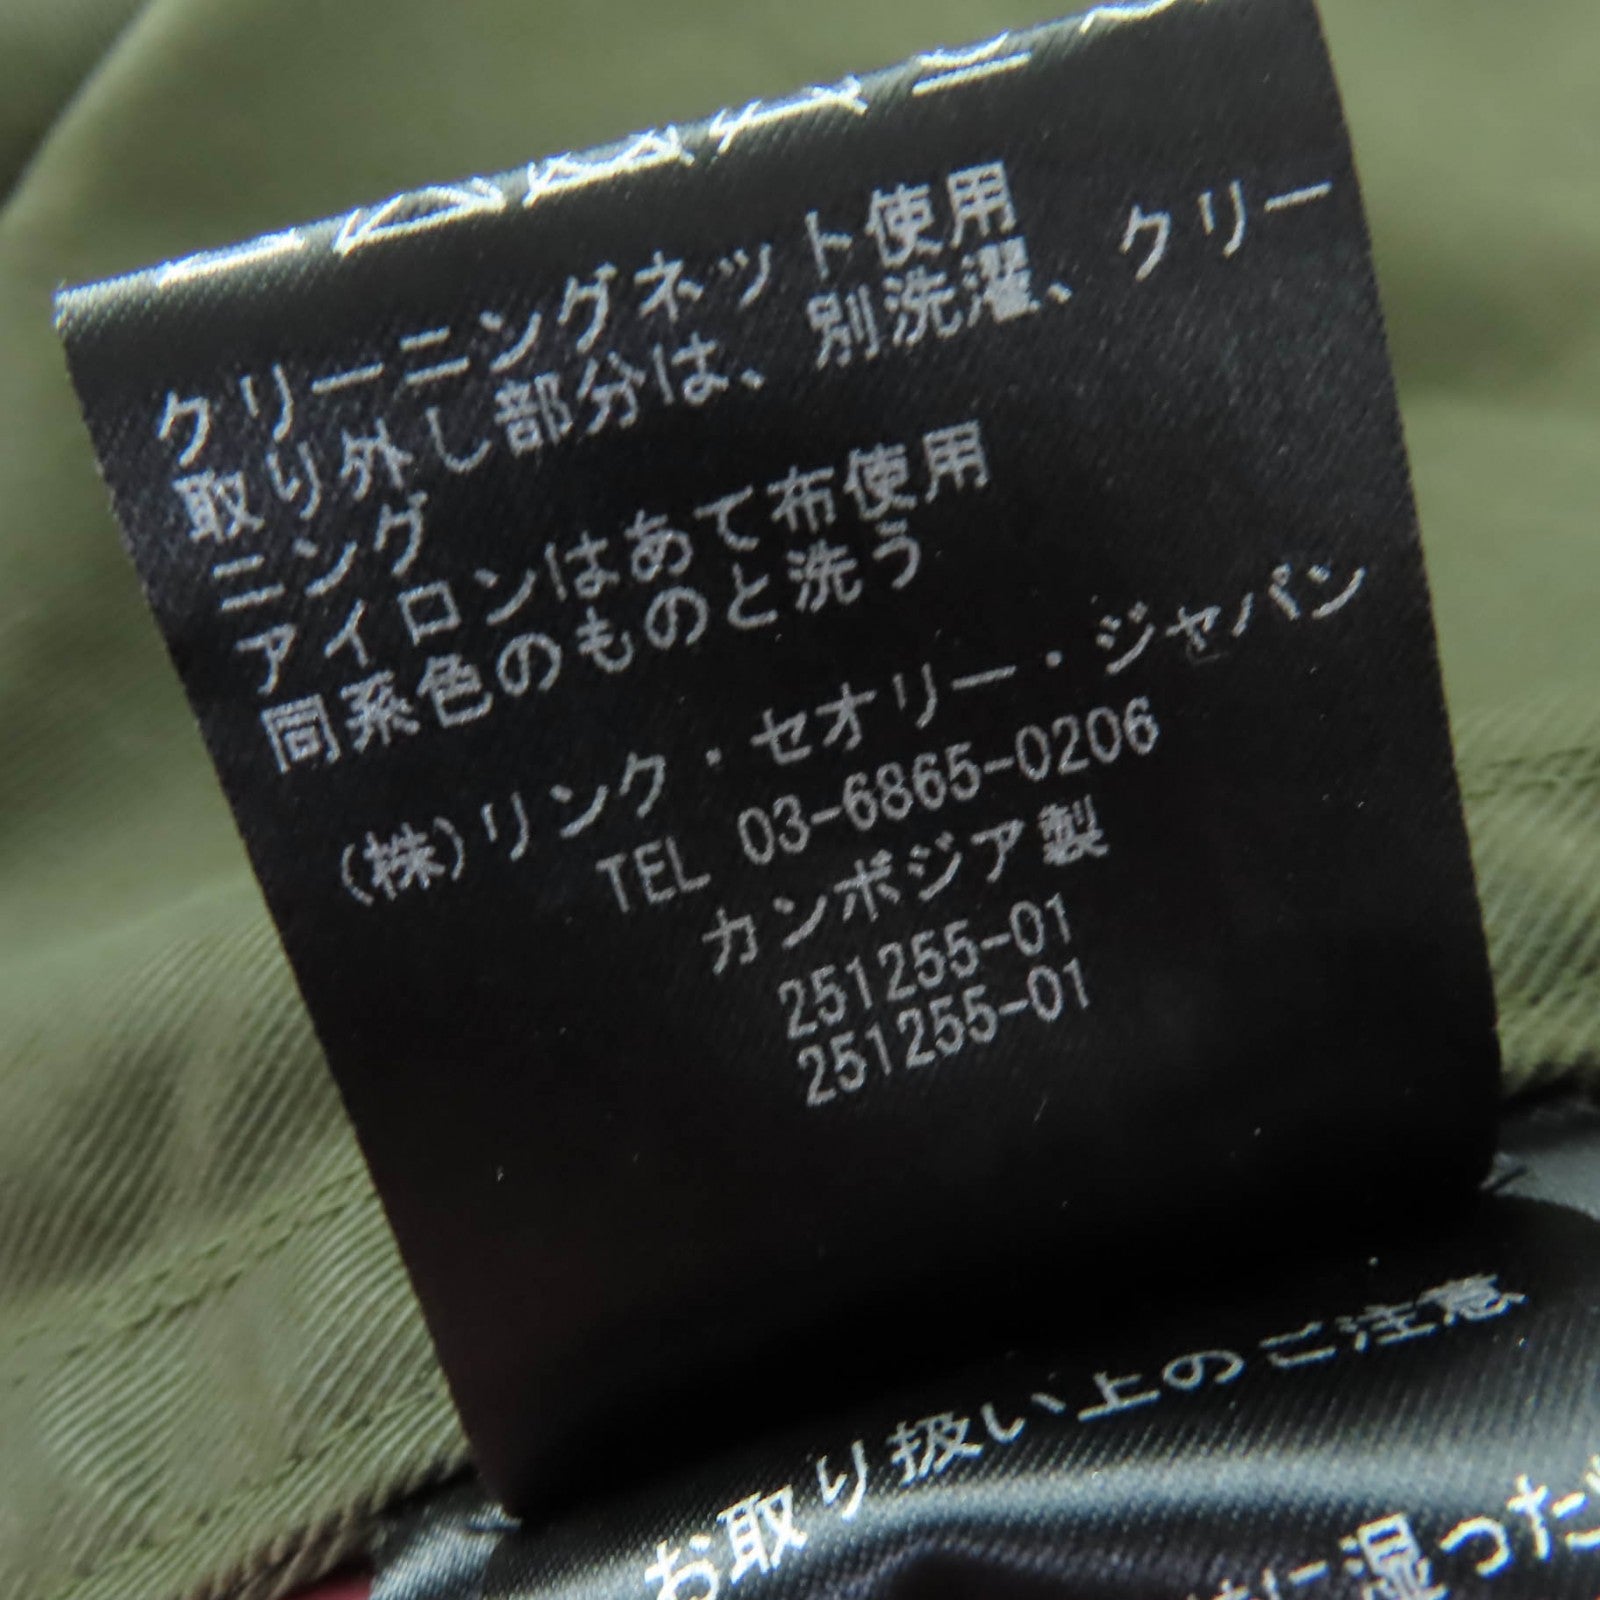 クリーニングネット使用
取り外し部分は、別洗濯、クリー
ニング
アイロンはあて布使用
同系色のものと洗う
(株)リンク・セオリー・ジャパン
TEL 03-6865-0206
カンボジア製
251255-01
251255-01
お取り扱い上のご注意
に湿った